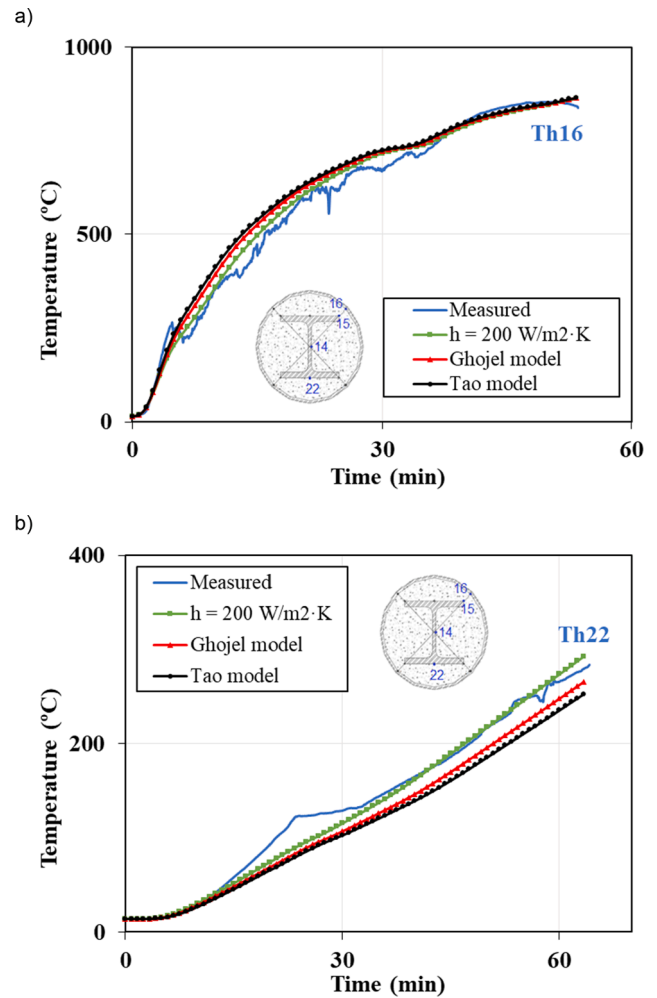 a)
1000
500
0
Temperature (ºC)
Th16
16
15
14
22
Measured
h = 200 W/m2·K
Ghojel model
Tao model
0
30
60
Time (min)
b)
400
200
0
Temperature (ºC)
Measured
h = 200 W/m2·K
Ghojel model
Tao model
16
15
14
22
Th22
0
30
60
Time (min)